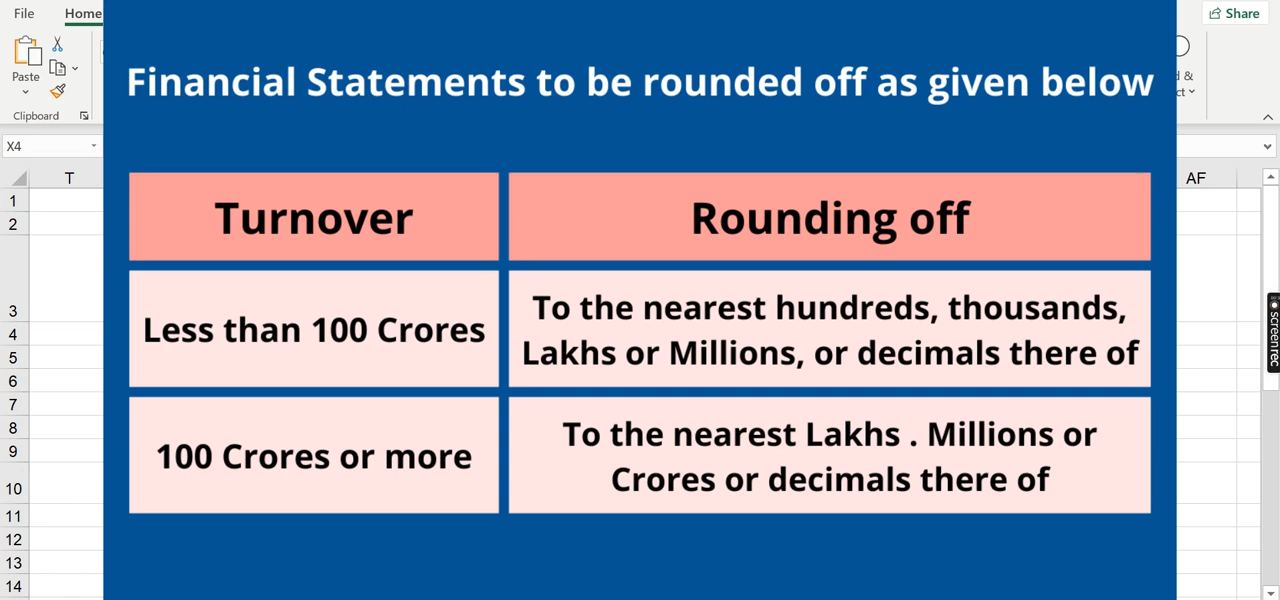 File
Home
Share
Paste
Clipboard
X4
T
AF
1
2
3
4
5
6
7
8
9
10
11
12
13
14
Financial Statements to be rounded off as given below
Turnover
Rounding off
Less than 100 Crores
To the nearest hundreds, thousands,
Lakhs or Millions, or decimals there of
100 Crores or more
To the nearest Lakhs . Millions or
Crores or decimals there of
screenrec